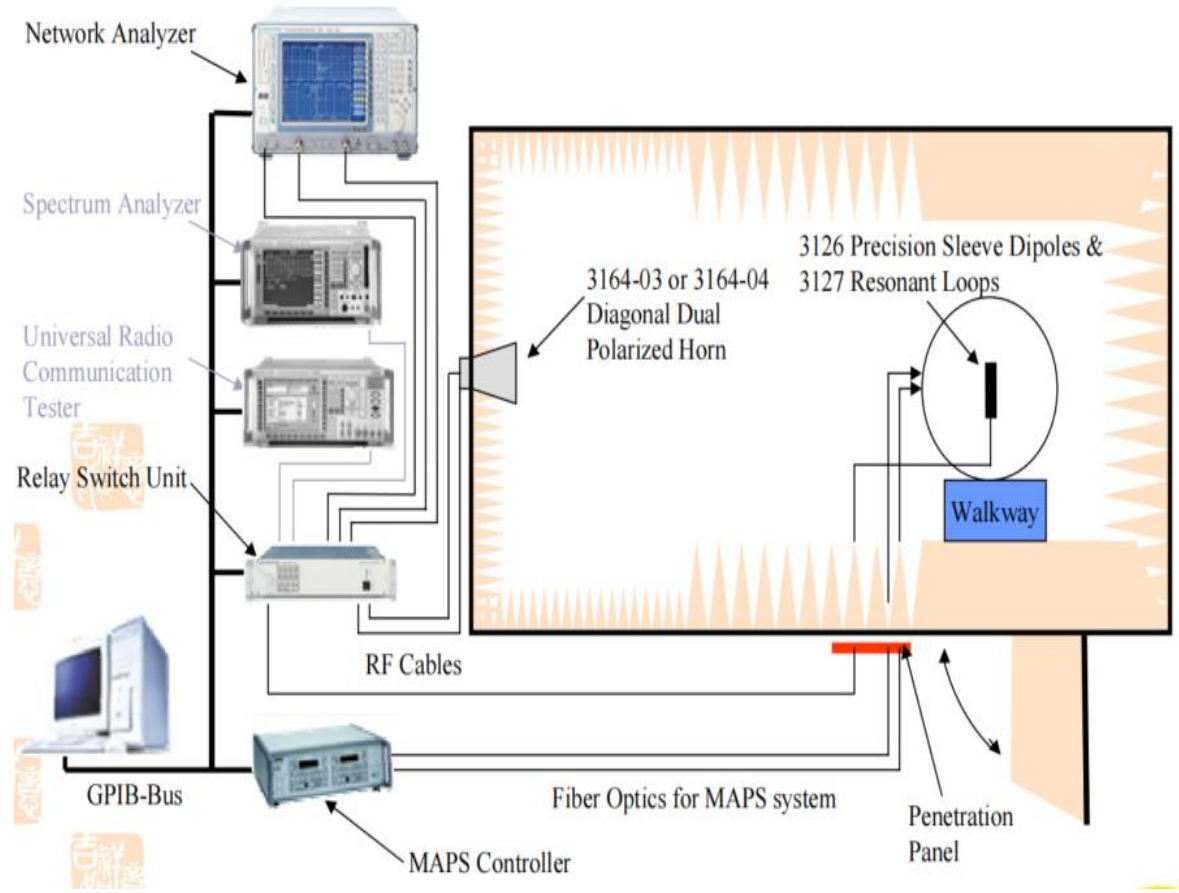 Network Analyzer
Spectrum Analyzer
3126 Precision Sleeve Dipoles &
3127 Resonant Loops
3164-03 or 3164-04
Diagonal Dual
Polarized Horn
Universal Radio
Communication
Tester
Relay Switch Unit
Walkway
RF Cables
GPIB-Bus
Fiber Optics for MAPS system
Penetration
Panel
MAPS Controller